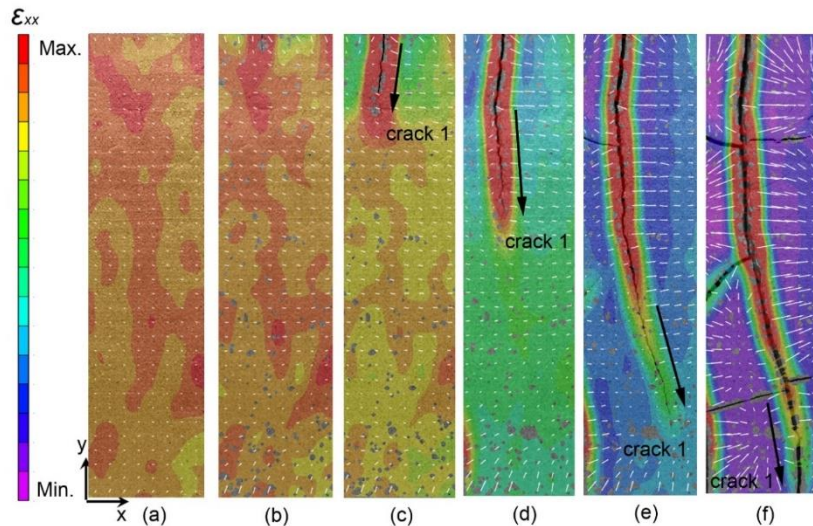 εxx
Max.
Min.
y
x
crack 1
crack 1
crack 1
crack 1
(a)
(b)
(c)
(d)
(e)
(f)